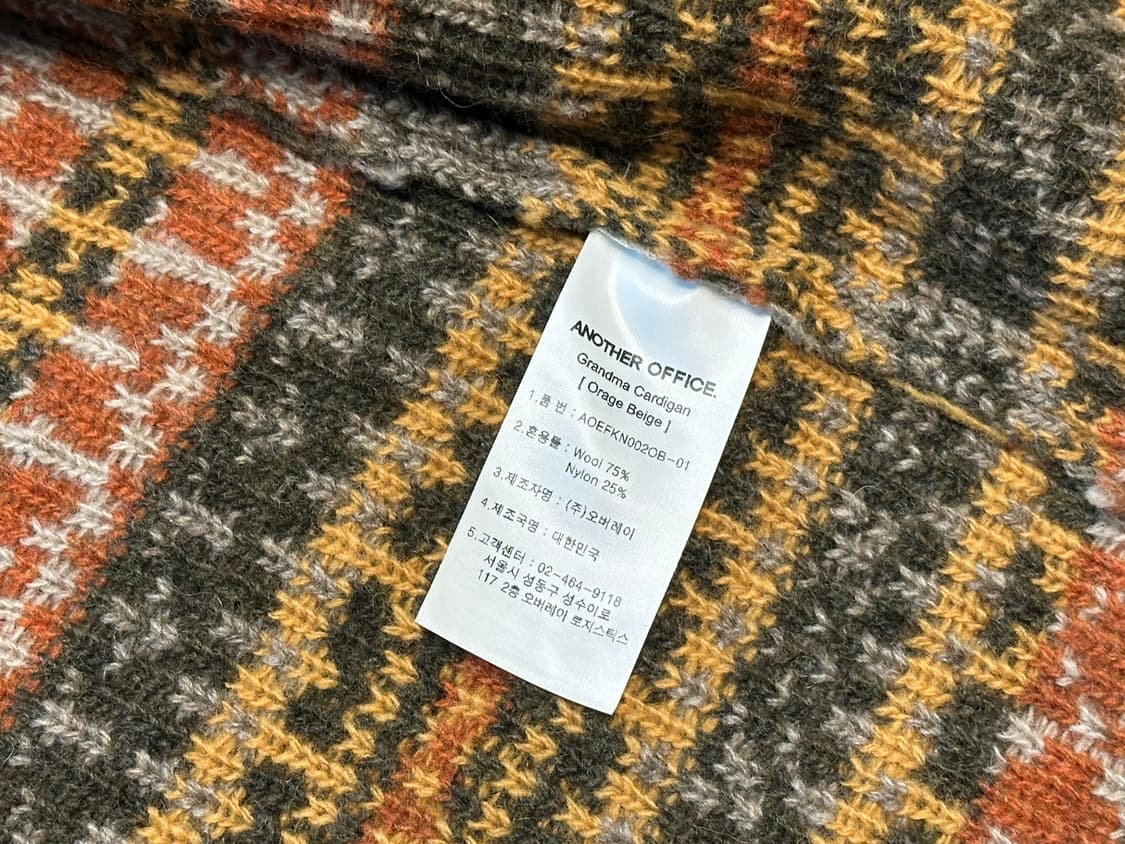 ANOTHER OFFICE.
Grandma Cardigan
[ Orage Beige ]
1.품 번 : AOEFKN002OB-01
2.혼용률 : Wool 75%
Nylon 25%
3.제조자명 : (주)오버레이
4.제조국명 : 대한민국
5.고객센터 : 02-464-9118
서울시 성동구 성수이로
117 2층 오버레이 로지스틱스